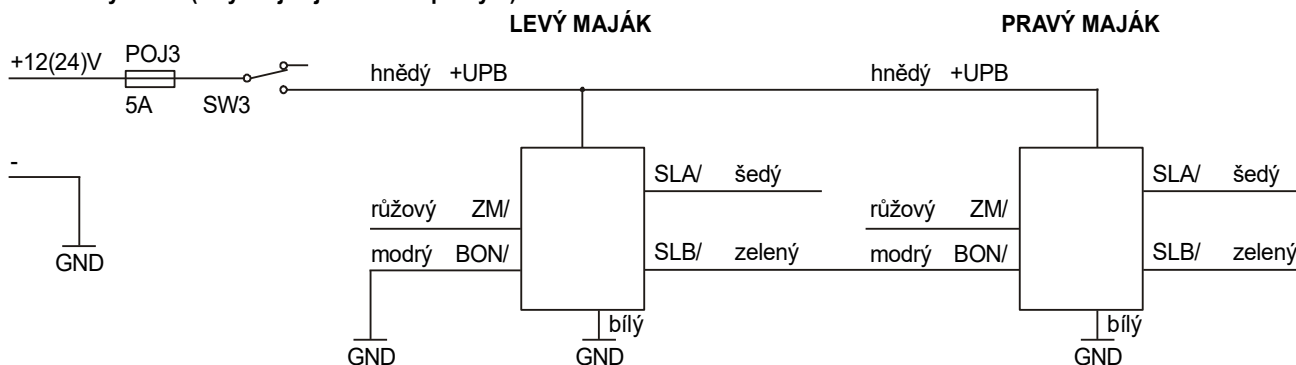 LEVÝ MAJÁK
PRAVÝ MAJÁK
+12(24)V
POJ3
5A
SW3
hnědý +UPB
hnědý +UPB
-
GND
SLA/ šedý
SLA/ šedý
růžový ZM/
růžový ZM/
modrý BON/
SLB/ zelený
modrý BON/
SLB/ zelený
bílý
bílý
GND
GND
GND